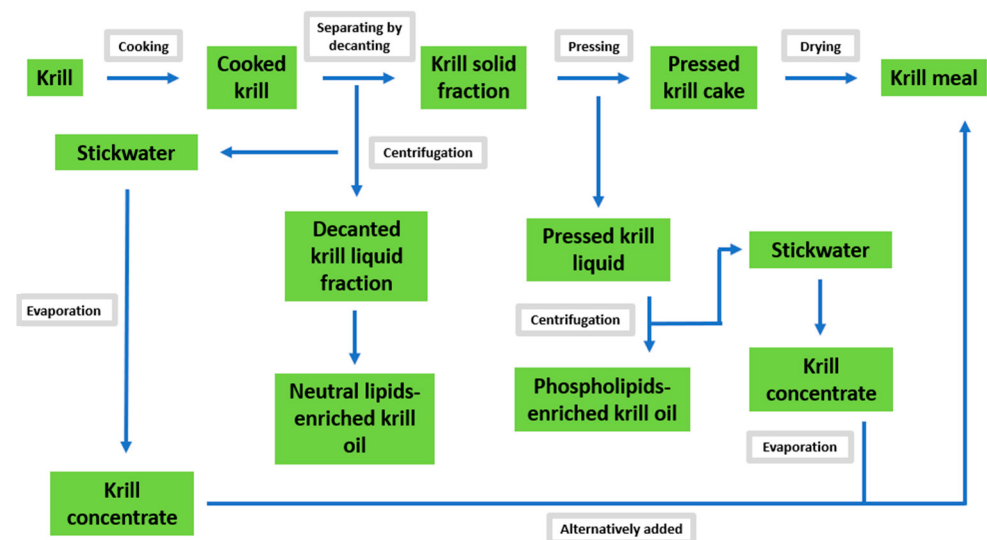 Cooking
Separating by
decanting
Pressing
Drying
Krill
Cooked
krill
Krill solid
fraction
Pressed
krill cake
Krill meal
Stickwater
Centrifugation
Decanted
krill liquid
fraction
Pressed krill
liquid
Stickwater
Evaporation
Centrifugation
Neutral lipids-
enriched krill
oil
Phospholipids-
enriched krill oil
Krill
concentrate
Evaporation
Krill
concentrate
Alternatively added